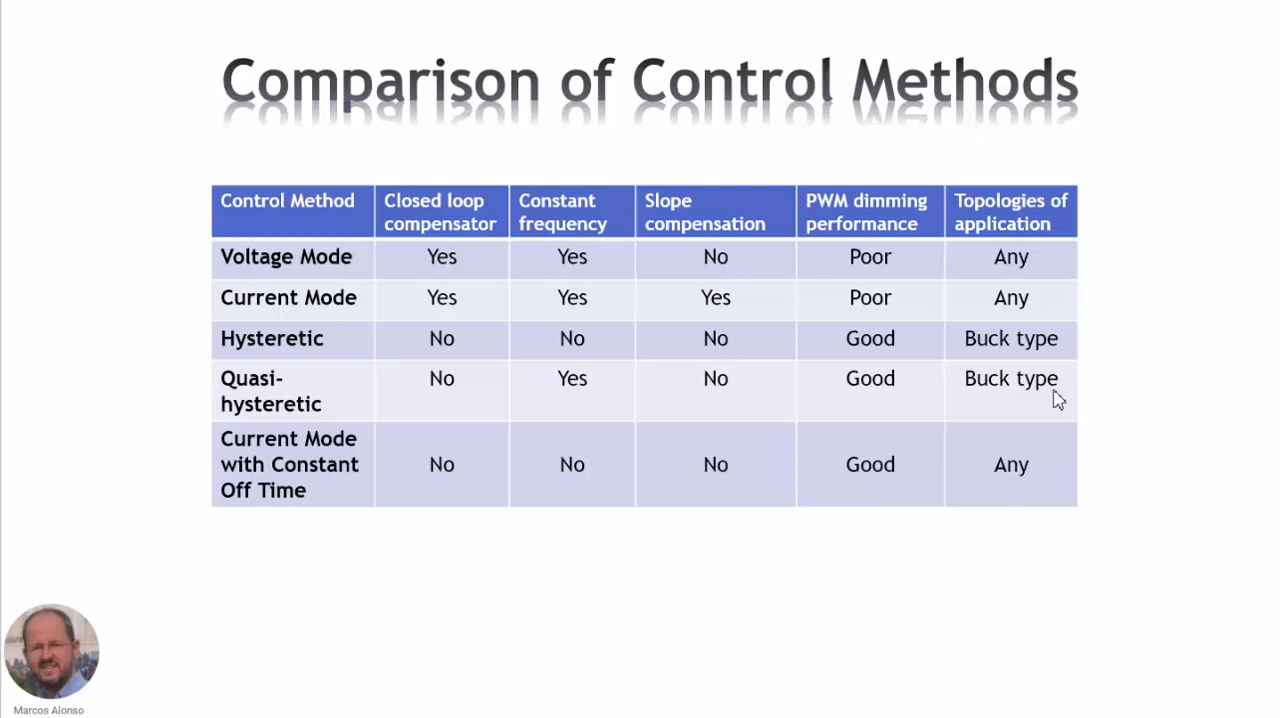 Comparison of Control Methods
Control Method
Closed loop compensator
Constant frequency
Slope compensation
PWM dimming performance
Topologies of application
Voltage Mode Yes Yes No Poor Any
Current Mode Yes Yes Yes Poor Any
Hysteretic No No No Good Buck type
Quasi-hysteretic No Yes No Good Buck type
Current Mode with Constant Off Time No No No Good Any
Marcos Alonso